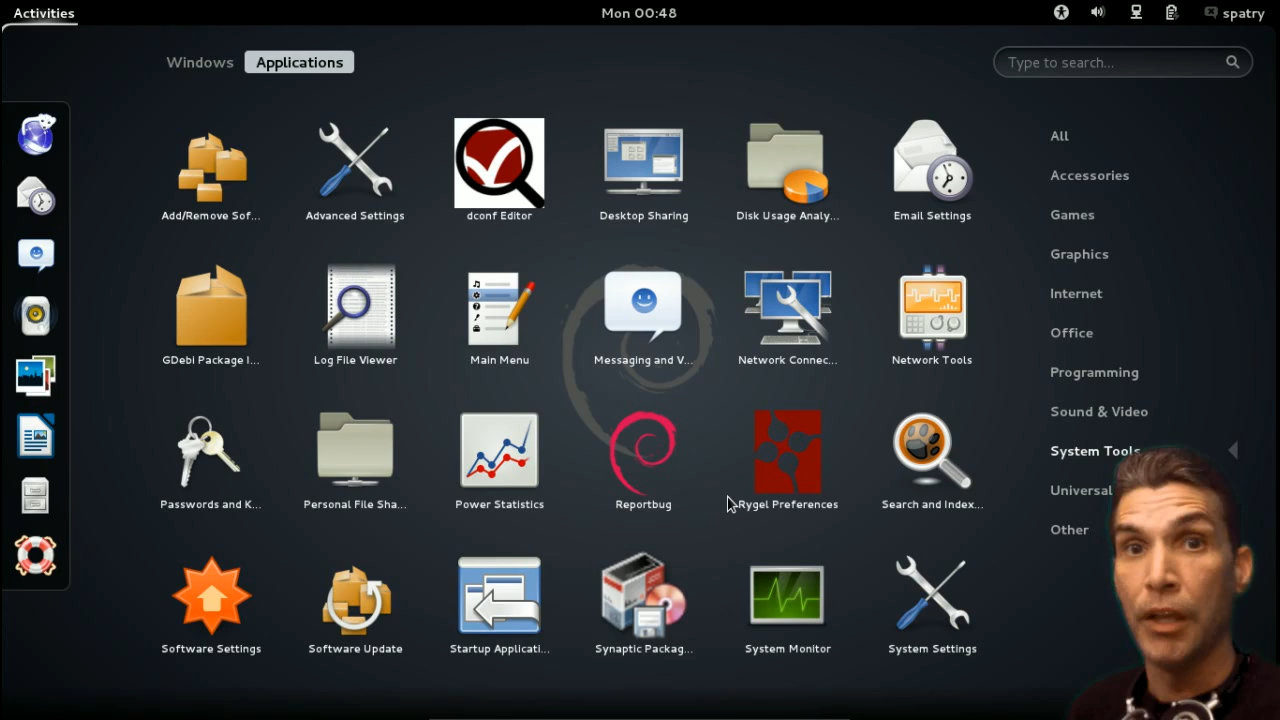 Activities
Mon 00:48
spatry
Windows
Applications
Type to search...
Add/Remove Sof...
Advanced Settings
dconf Editor
Desktop Sharing
Disk Usage Analy...
Email Settings
GDebi Package I...
Log File Viewer
Main Menu
Messaging and V...
Network Connec...
Network Tools
Passwords and K...
Personal File Sha...
Power Statistics
Reportbug
Rygel Preferences
Search and Index...
Software Settings
Software Update
Startup Applicati...
Synaptic Packag...
System Monitor
System Settings
All
Accessories
Games
Graphics
Internet
Office
Programming
Sound & Video
System Tools
Universal
Other